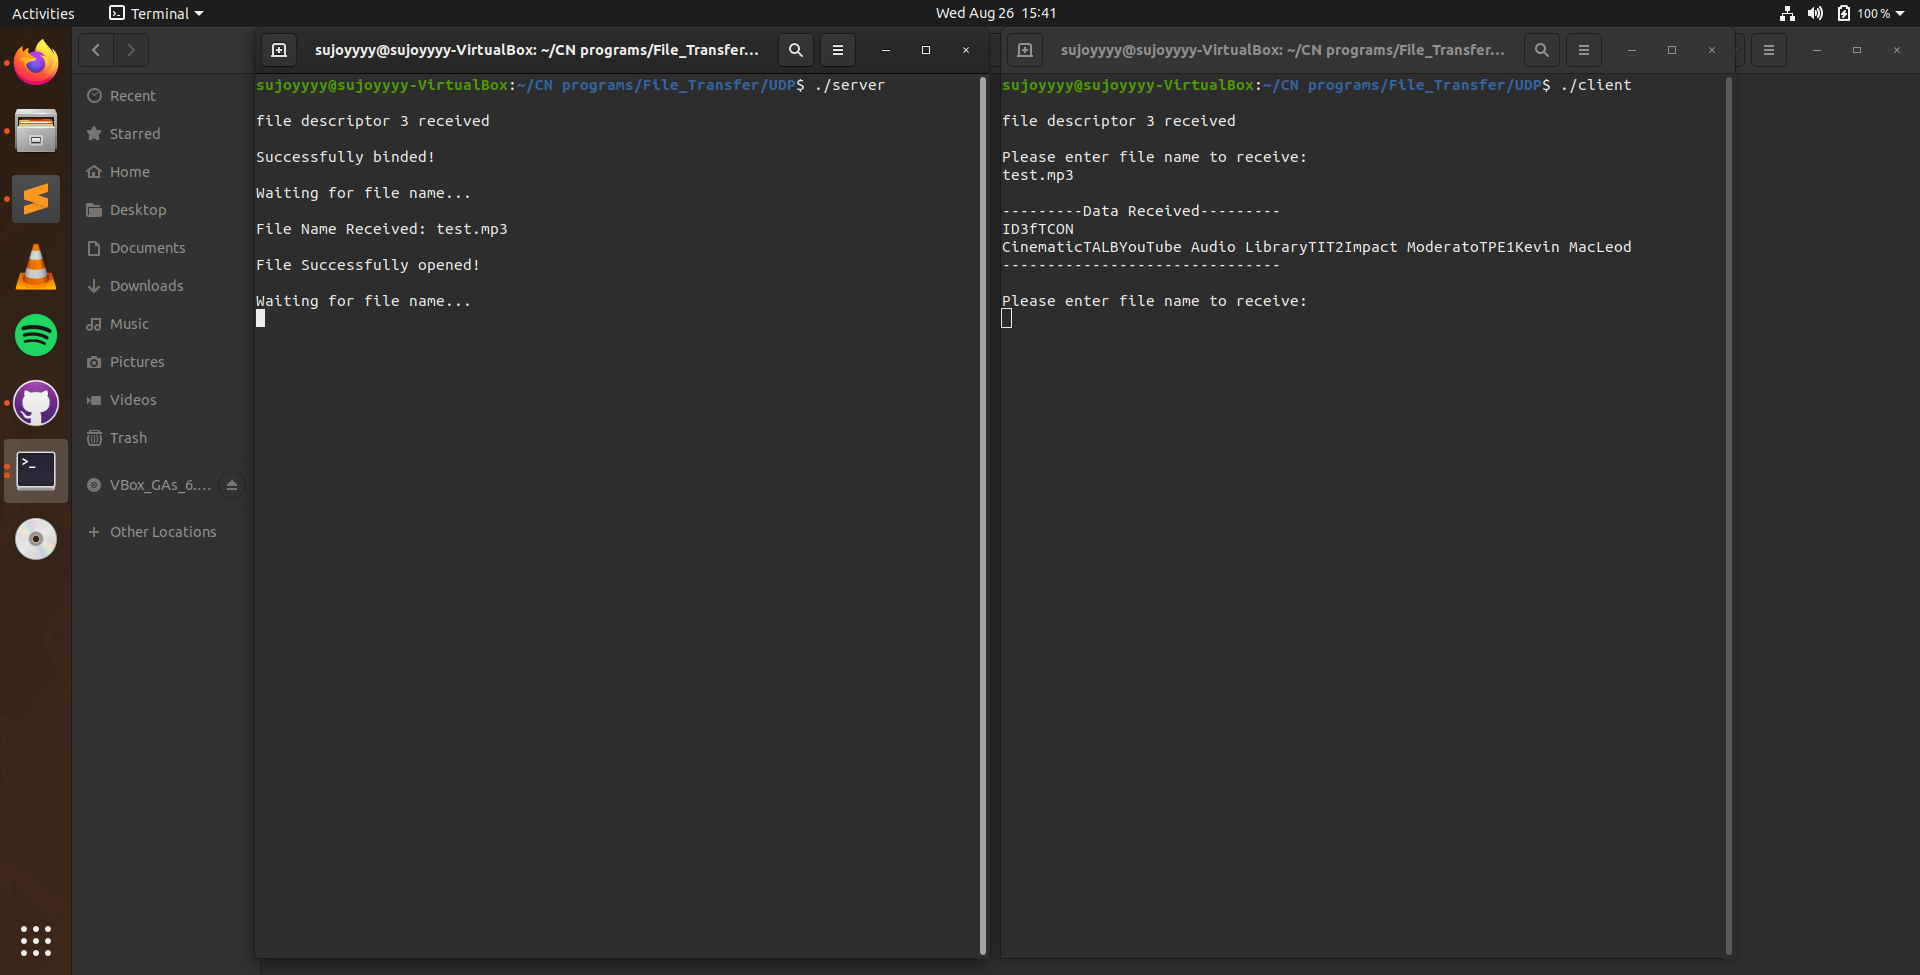 Activities
Terminal
Wed Aug 26 15:41
100 %
Recent
Starred
Home
Desktop
Documents
Downloads
Music
Pictures
Videos
Trash
VBox_GAs_6....
Other Locations
sujoyyyy@sujoyyyy-VirtualBox: ~/CN programs/File_Transfer...
sujoyyyy@sujoyyyy-VirtualBox:~/CN programs/File_Transfer/UDP$ ./server
file descriptor 3 received
Successfully binded!
Waiting for file name...
File Name Received: test.mp3
File Successfully opened!
Waiting for file name...
sujoyyyy@sujoyyyy-VirtualBox: ~/CN programs/File_Transfer...
sujoyyyy@sujoyyyy-VirtualBox:~/CN programs/File_Transfer/UDP$ ./client
file descriptor 3 received
Please enter file name to receive:
test.mp3
---------Data Received---------
ID3fTCON
CinematicTALBYouTube Audio LibraryTIT2Impact ModeratoTPE1Kevin MacLeod
-------------------------------
Please enter file name to receive: